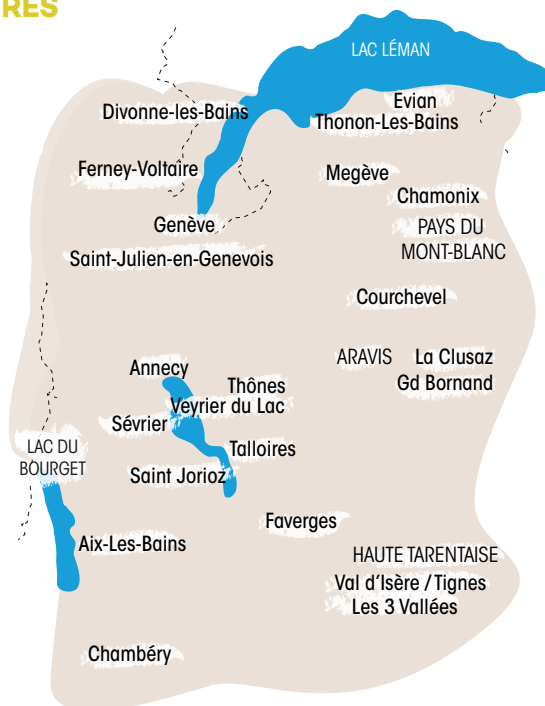 RES
LAC LÉMAN
Evian
Divonne-les-Bains
Thonon-Les-Bains
Ferney-Voltaire
Megève
Chamonix
Genève
PAYS DU
MONT-BLANC
Saint-Julien-en-Genevois
Courchevel
ARAVIS
La Clusaz
Gd Bornand
Annecy
Thônes
Veyrier du Lac
Sévrier
Talloires
LAC DU
BOURGET
Saint Jorioz
Faverges
Aix-Les-Bains
HAUTE TARENTAISE
Val d'Isère / Tignes
Les 3 Vallées
Chambéry